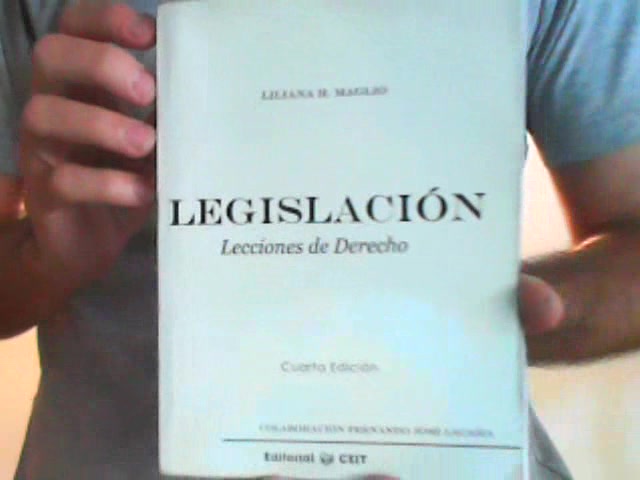 LILIANA R. MAGLIO
LEGISLACIÓN
Lecciones de Derecho
Cuarta Edición
COLABORACIÓN FERNANDO JOSÉ
Editorial CEIT